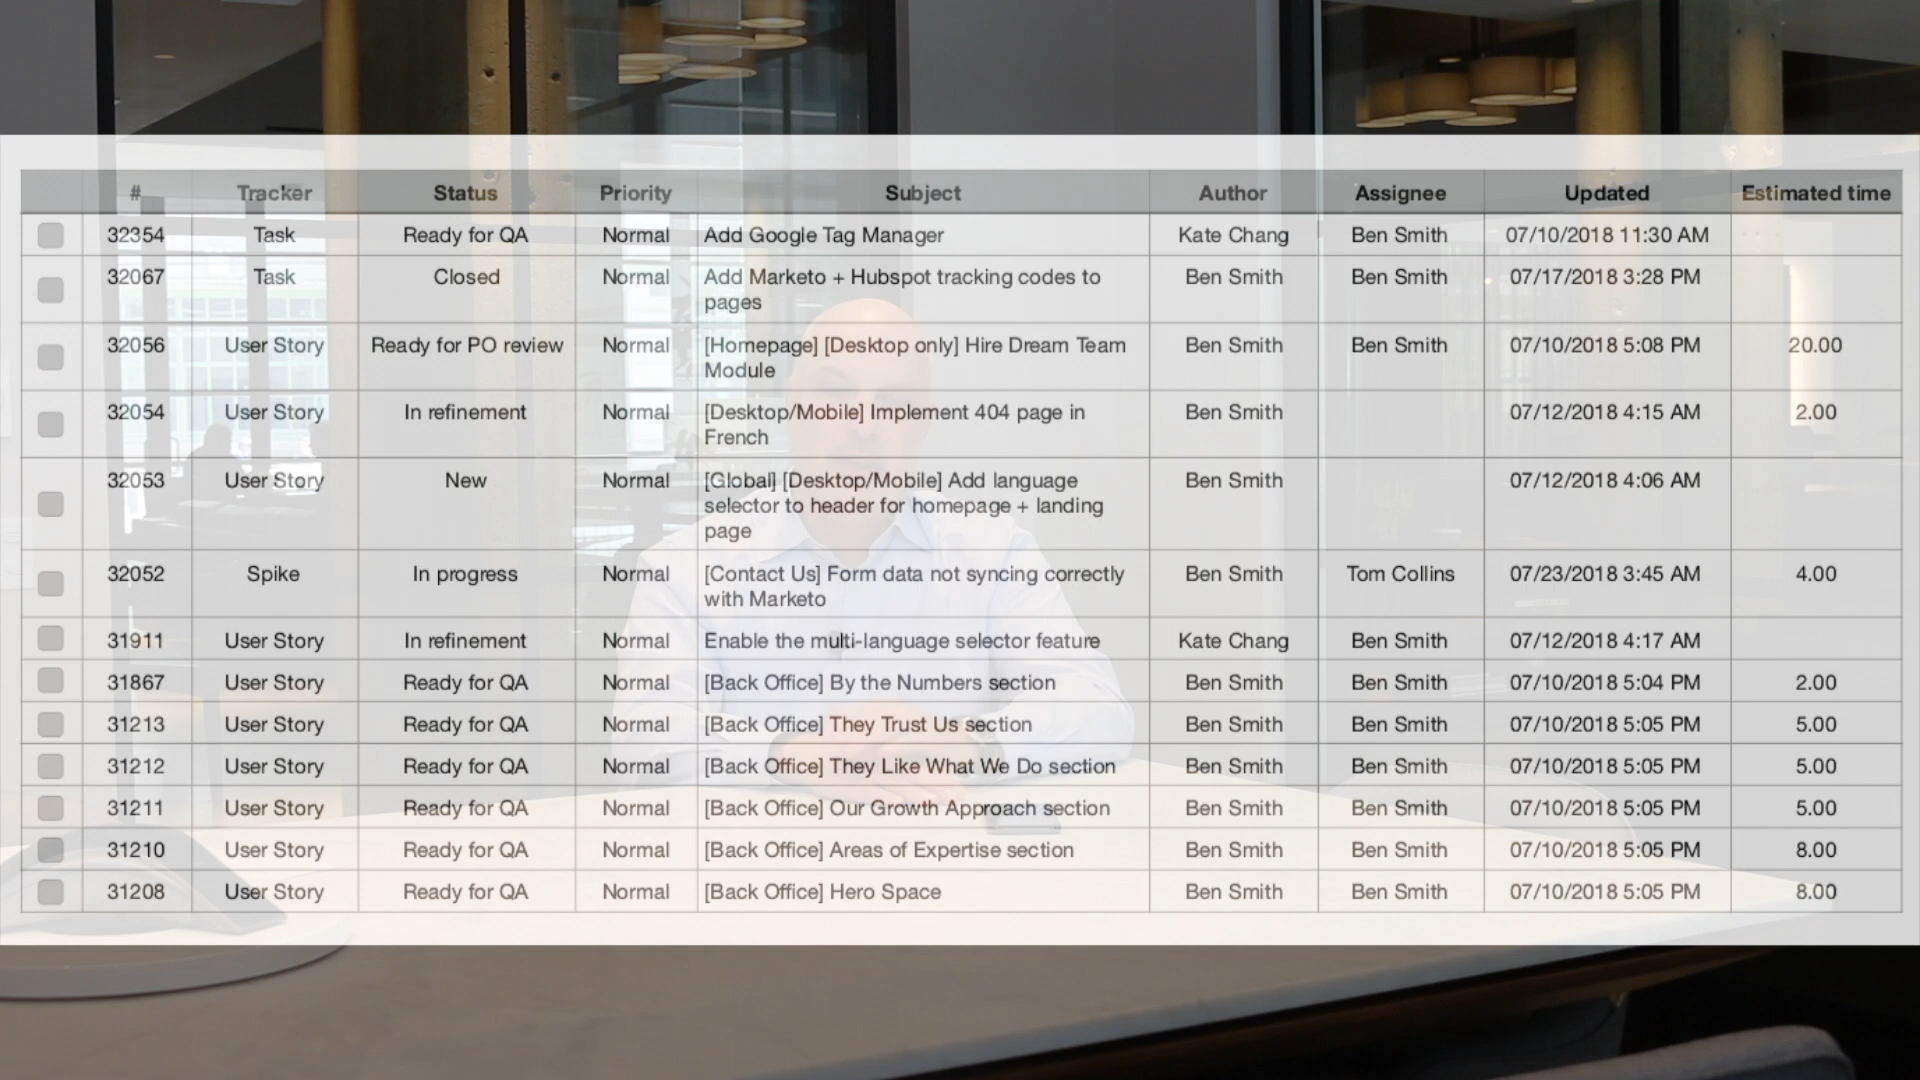 # Tracker Status Priority Subject Author Assignee Updated Estimated time
32354 Task Ready for QA Normal Add Google Tag Manager Kate Chang Ben Smith 07/10/2018 11:30 AM
32067 Task Closed Normal Add Marketo + Hubspot tracking codes to Ben Smith Ben Smith 07/17/2018 3:28 PM
pages
32056 User Story Ready for PO review Normal [Homepage] [Desktop only] Hire Dream Team Ben Smith Ben Smith 07/10/2018 5:08 PM 20.00
Module
32054 User Story In refinement Normal [Desktop/Mobile] Implement 404 page in Ben Smith 07/12/2018 4:15 AM 2.00
French
32053 User Story New Normal [Global] [Desktop/Mobile] Add language Ben Smith 07/12/2018 4:06 AM
selector to header for homepage + landing
page
32052 Spike In progress Normal [Contact Us] Form data not syncing correctly Ben Smith Tom Collins 07/23/2018 3:45 AM 4.00
with Marketo
31911 User Story In refinement Normal Enable the multi-language selector feature Kate Chang Ben Smith 07/12/2018 4:17 AM
31867 User Story Ready for QA Normal [Back Office] By the Numbers section Ben Smith Ben Smith 07/10/2018 5:04 PM 2.00
31213 User Story Ready for QA Normal [Back Office] They Trust Us section Ben Smith Ben Smith 07/10/2018 5:05 PM 5.00
31212 User Story Ready for QA Normal [Back Office] They Like What We Do section Ben Smith Ben Smith 07/10/2018 5:05 PM 5.00
31211 User Story Ready for QA Normal [Back Office] Our Growth Approach section Ben Smith Ben Smith 07/10/2018 5:05 PM 5.00
31210 User Story Ready for QA Normal [Back Office] Areas of Expertise section Ben Smith Ben Smith 07/10/2018 5:05 PM 8.00
31208 User Story Ready for QA Normal [Back Office] Hero Space Ben Smith Ben Smith 07/10/2018 5:05 PM 8.00